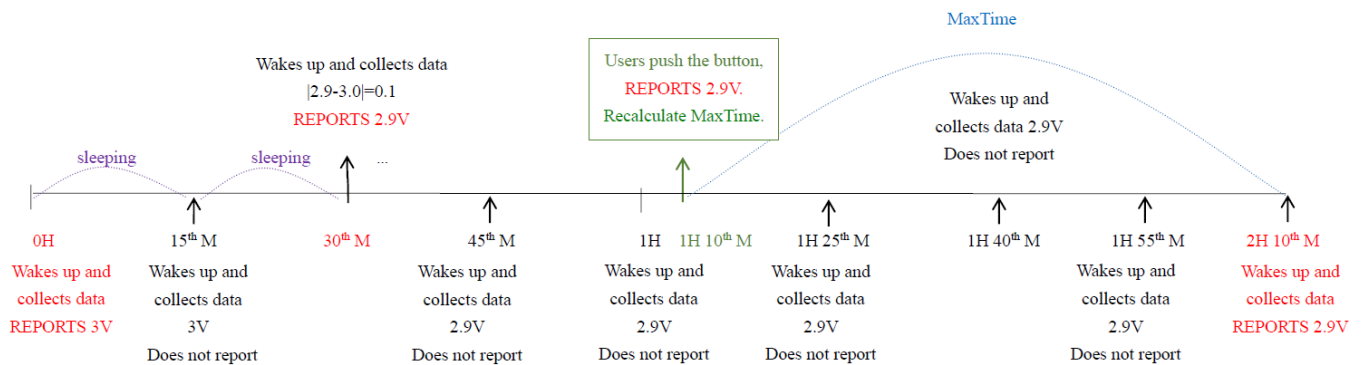 MaxTime
Wakes up and collects data
|2.9-3.0|=0.1
REPORTS 2.9V
Users push the button,
REPORTS 2.9V.
Recalculate MaxTime.
Wakes up and
collects data 2.9V
Does not report
sleeping
sleeping
...
0H
15th M
30th M
45th M
1H
1H 10th M
1H 25th M
1H 40th M
1H 55th M
2H 10th M
Wakes up and
collects data
REPORTS 3V
Wakes up and
collects data
3V
Does not report
Wakes up and
collects data
2.9V
Does not report
Wakes up and
collects data
2.9V
Does not report
Wakes up and
collects data
2.9V
Does not report
Wakes up and
collects data
2.9V
Does not report
Wakes up and
collects data
REPORTS 2.9V